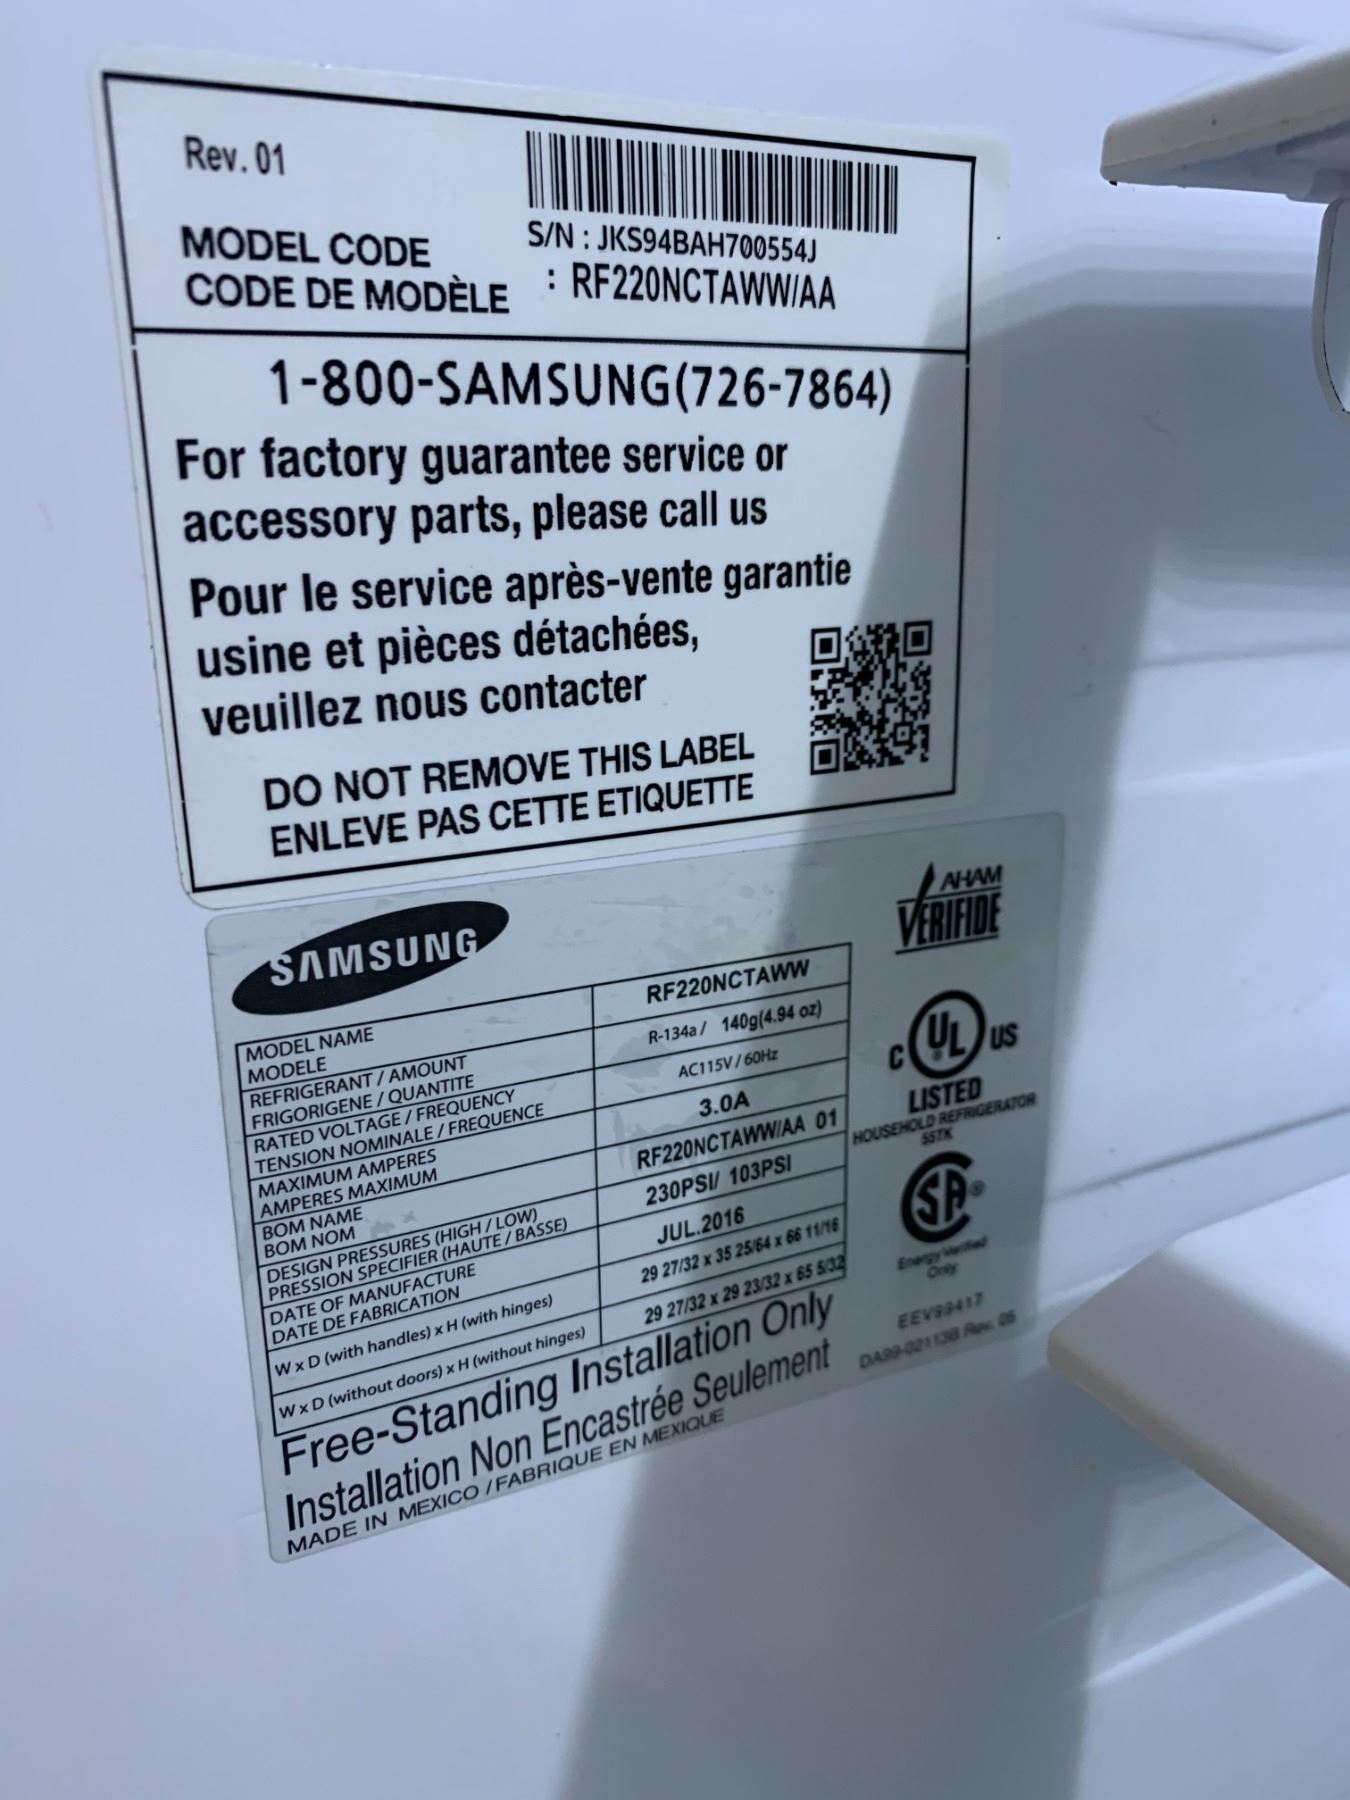 Rev. 01
S/N : JKS94BAH700554J
MODEL CODE
CODE DE MODÈLE : RF220NCTAWW/AA
1-800-SAMSUNG(726-7864)
For factory guarantee service or
accessory parts, please call us
Pour le service après-vente garantie
usine et pièces détachées,
veuillez nous contacter
DO NOT REMOVE THIS LABEL
ENLEVE PAS CETTE ETIQUETTE
SAMSUNG
AHAM
VERIFIDE
MODEL NAME
MODELE
RF220NCTAWW
REFRIGERANT / AMOUNT
FRIGORIGENE / QUANTITE
R-134a / 140g(4.94 oz)
RATED VOLTAGE / FREQUENCY
TENSION NOMINALE / FREQUENCE
AC115V / 60Hz
MAXIMUM AMPERES
AMPERES MAXIMUM
3.0A
BOM NAME
BOM NOM
RF220NCTAWW/AA 01
DESIGN PRESSURES (HIGH / LOW)
PRESSION SPECIFIER (HAUTE / BASSE)
230PSI/ 103PSI
DATE OF MANUFACTURE
DATE DE FABRICATION
JUL.2016
W x D (with handles) x H (with hinges)
29 27/32 x 35 25/64 x 66 11/16
W x D (without doors) x H (without hinges)
29 27/32 x 29 23/32 x 65 5/32
C UL US
LISTED
HOUSEHOLD REFRIGERATOR
55TK
SA
Energy Verified
Only
EEV99417
DA99-02113B Rev. 05
Free-Standing Installation Only
Installation Non Encastrée Seulement
MADE IN MEXICO / FABRIQUE EN MEXIQUE